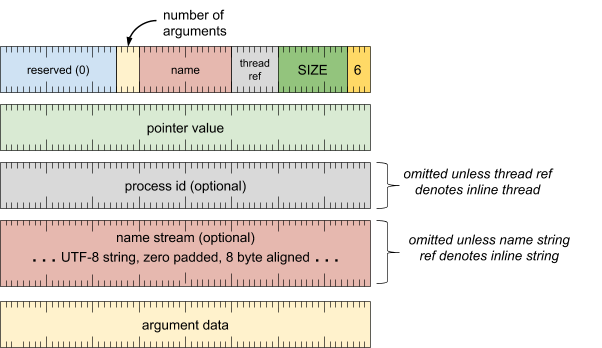 number of
arguments
reserved (0)
name
thread
ref
SIZE
6
pointer value
process id (optional)
omitted unless thread ref
denotes inline thread
name stream (optional)
. . . UTF-8 string, zero padded, 8 byte aligned . . .
omitted unless name string
ref denotes inline string
argument data